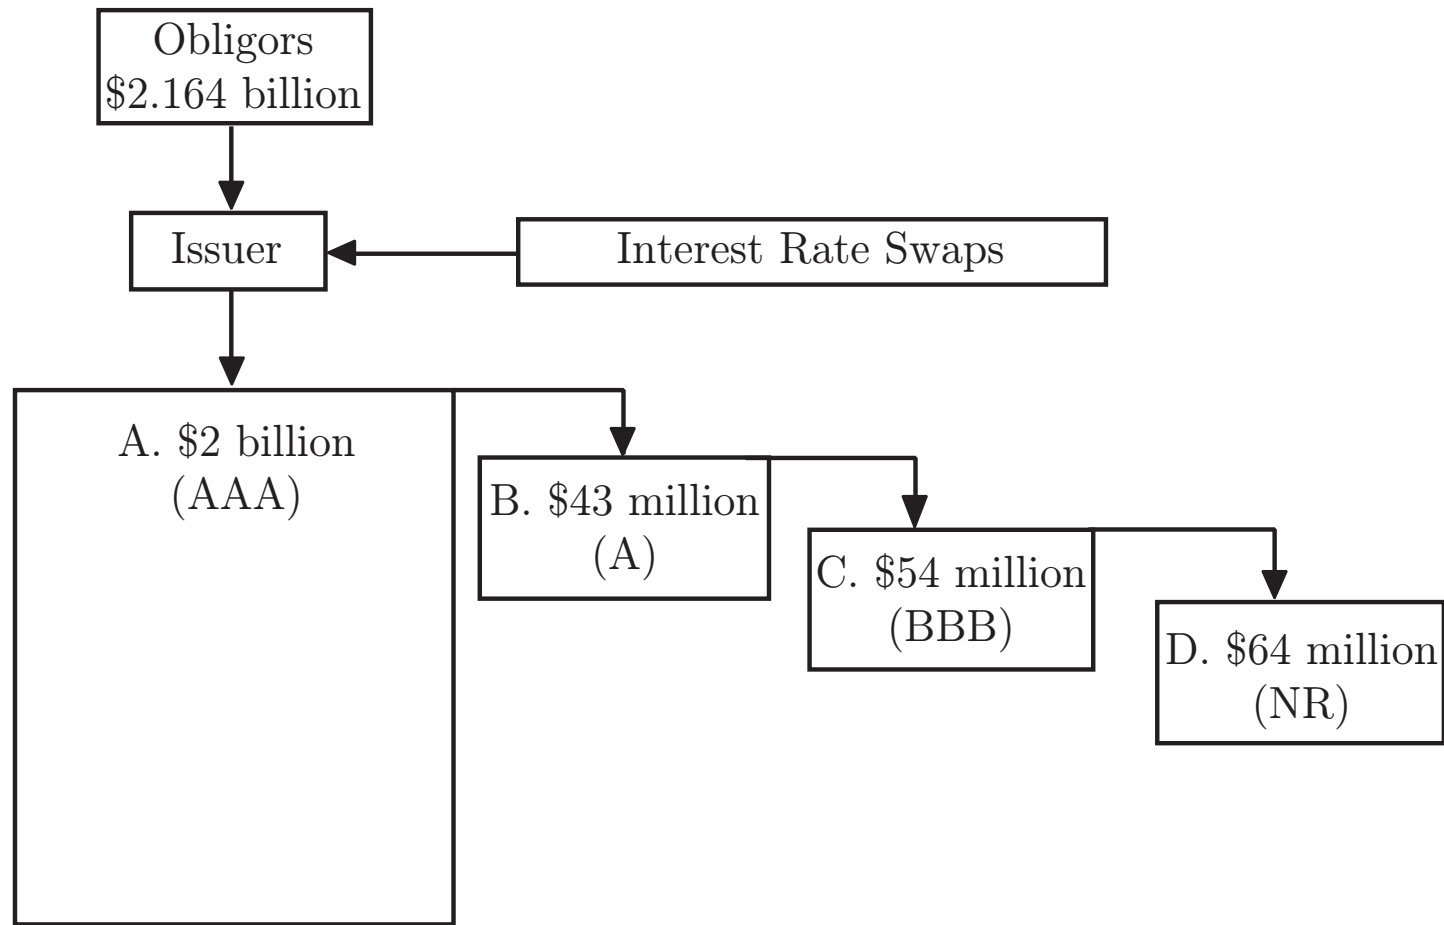 Obligors
$2.164 billion
Issuer
Interest Rate Swaps
A. $2 billion
(AAA)
B. $43 million
(A)
C. $54 million
(BBB)
D. $64 million
(NR)